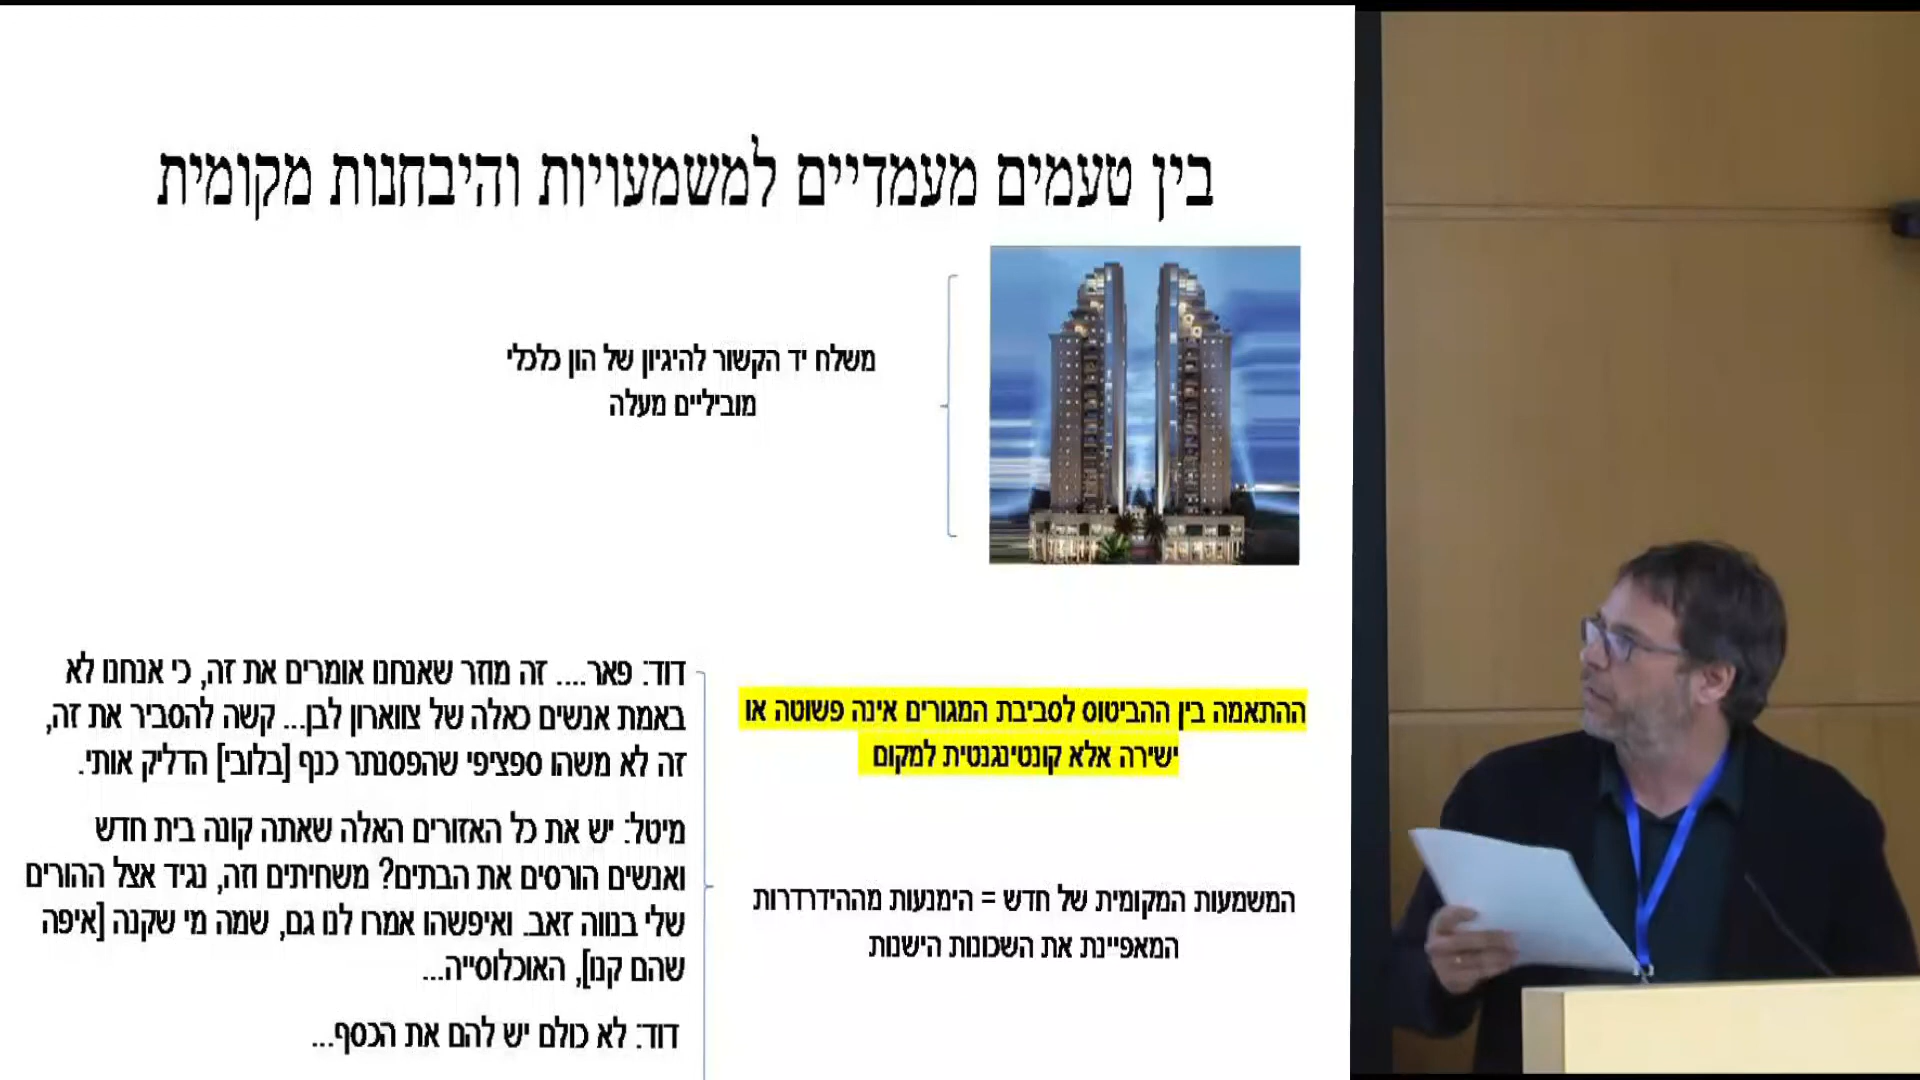 בין טעמים מעמדיים למשמעויות והיבחנות מקומית
משלח יד הקשור להיגיון של הון כלכלי
מוביליים מעלה
ההתאמה בין ההביטוס לסביבת המגורים אינה פשוטה או
ישירה אלא קונטינגנטית למקום
המשמעות המקומית של חדש = הימנעות מההידרדרות
המאפיינת את השכונות הישנות
דוד: פאר.... זה מוזר שאנחנו אומרים את זה, כי אנחנו לא
באמת אנשים כאלה של צווארון לבן... קשה להסביר את זה,
זה לא משהו ספציפי שהפסנתר כנף [בלובי] הדליק אותי.
מיטל: יש את כל האזורים האלה שאתה קונה בית חדש
ואנשים הורסים את הבתים? משחיתים וזה, נגיד אצל ההורים
שלי בנווה זאב. ואיפשהו אמרו לנו גם, שמה מי שקנה [איפה
שהם קנו], האוכלוסייה...
דוד: לא כולם יש להם את הכסף...